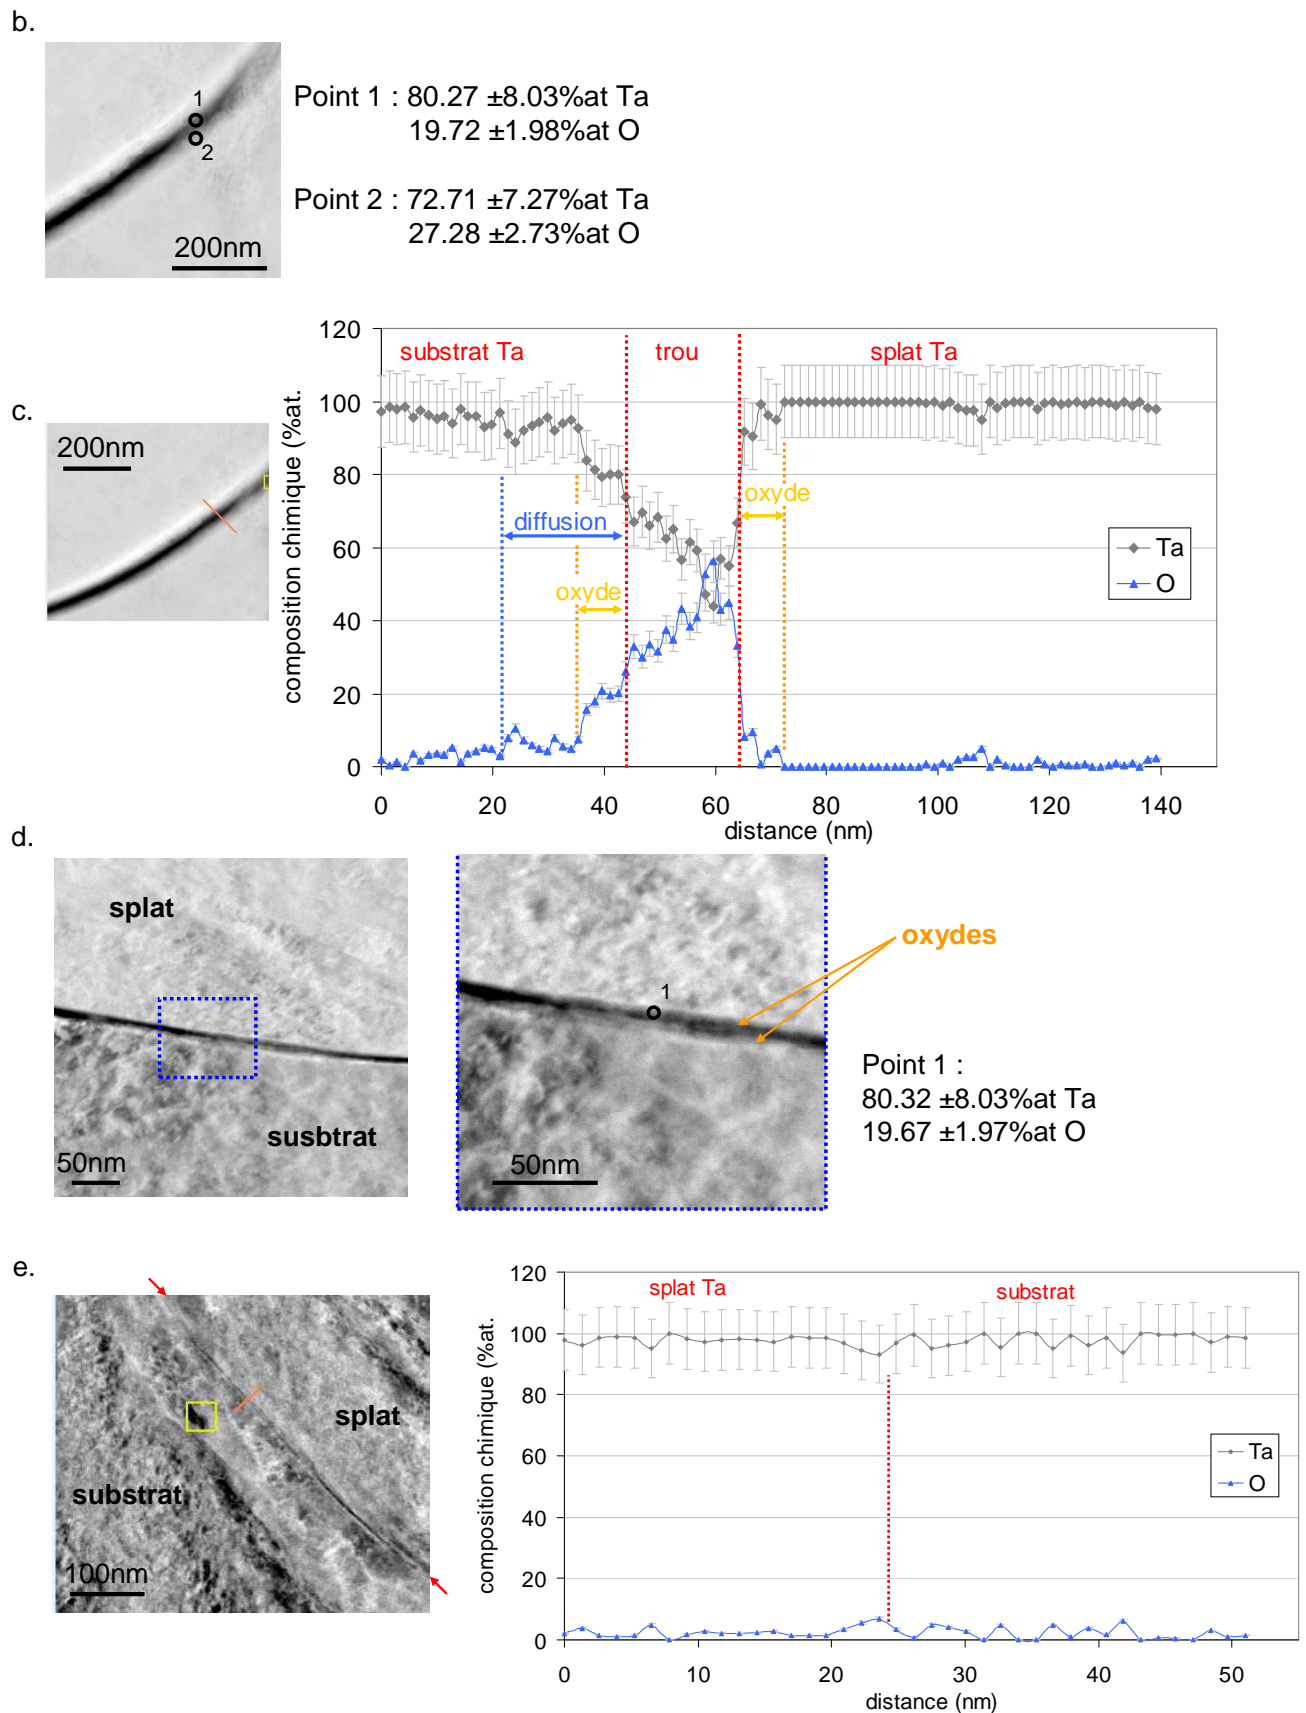 b.
1
2
200nm
Point 1 : 80.27 ±8.03%at Ta
19.72 ±1.98%at O
Point 2 : 72.71 ±7.27%at Ta
27.28 ±2.73%at O
c.
200nm
composition chimique (%at.
120
100
80
60
40
20
0
substrat Ta
trou
splat Ta
diffusion
oxyde
oxyde
Ta
O
0 20 40 60 80 100 120 140
distance (nm)
d.
splat
susbtrat
50nm
1
50nm
oxydes
Point 1 :
80.32 ±8.03%at Ta
19.67 ±1.97%at O
e.
splat
substrat
100nm
composition chimique (%at.
120
100
80
60
40
20
0
splat Ta
substrat
Ta
O
0 10 20 30 40 50
distance (nm)